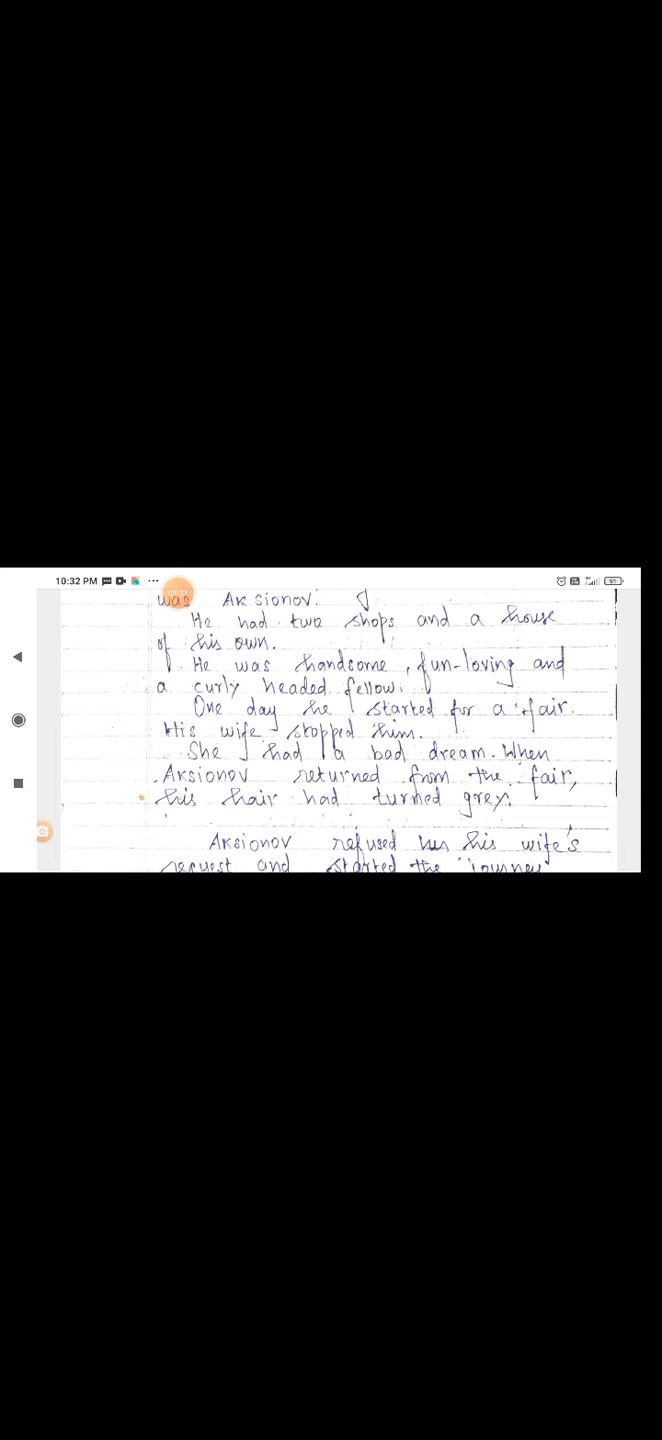 10:32 PM
was Aksionov.
He had two shops and a house
of his own.
He was handsome, fun-loving and
a curly headed fellow.
One day he started for a fair.
His wife stopped him.
She had a bad dream. When
Aksionov returned from the fair,
his hair had turned grey.
Aksionov refused his wife's
request and started the journey